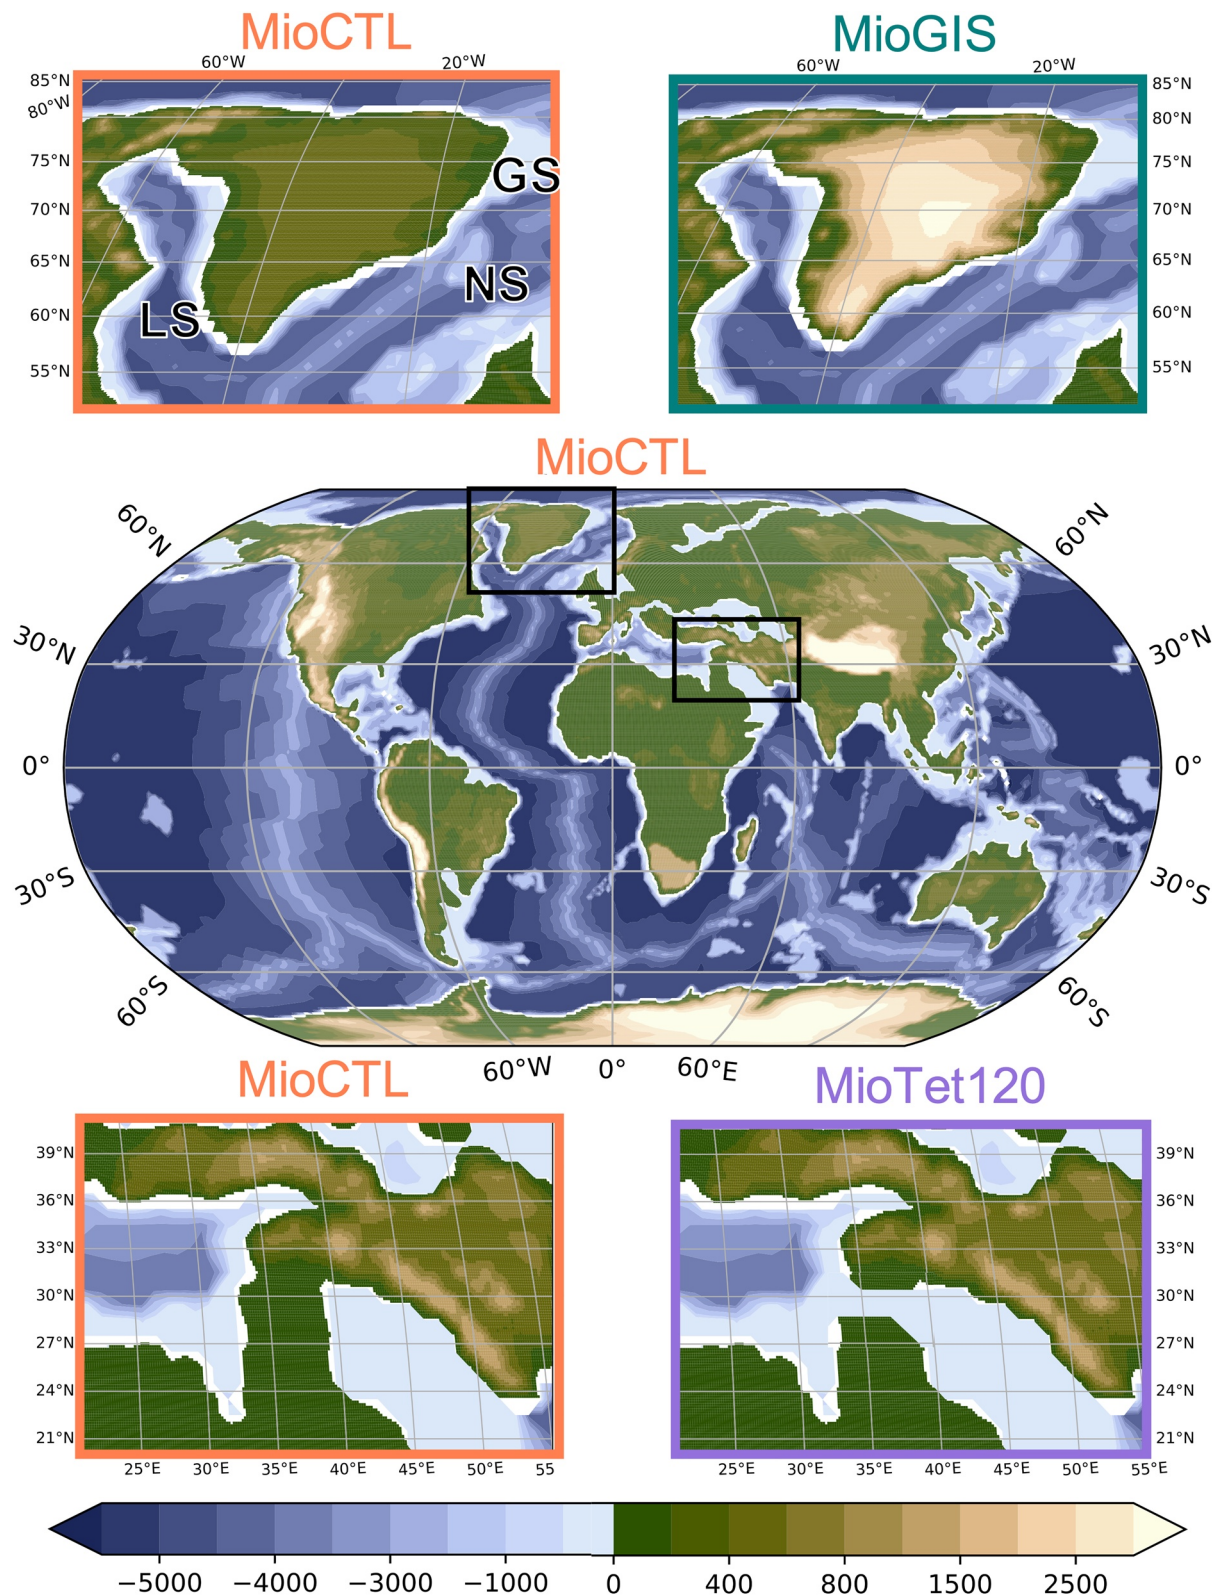 MioCTL MioGIS
60°W 20°W 60°W 20°W
85°N 85°N
80°W 80°N
75°N GS 75°N
70°N 70°N
65°N NS 65°N
60°N LS 60°N
55°N 55°N
MioCTL
60°N 60°N
30°N 30°N
0° 0°
30°S 30°S
60°S 60°S
60°W 0° 60°E
MioCTL MioTet120
39°N 39°N
36°N 36°N
33°N 33°N
30°N 30°N
27°N 27°N
24°N 24°N
21°N 21°N
25°E 30°E 35°E 40°E 45°E 50°E 55 25°E 30°E 35°E 40°E 45°E 50°E 55°E
−5000 −4000 −3000 −1000 0 400 800 1500 2500